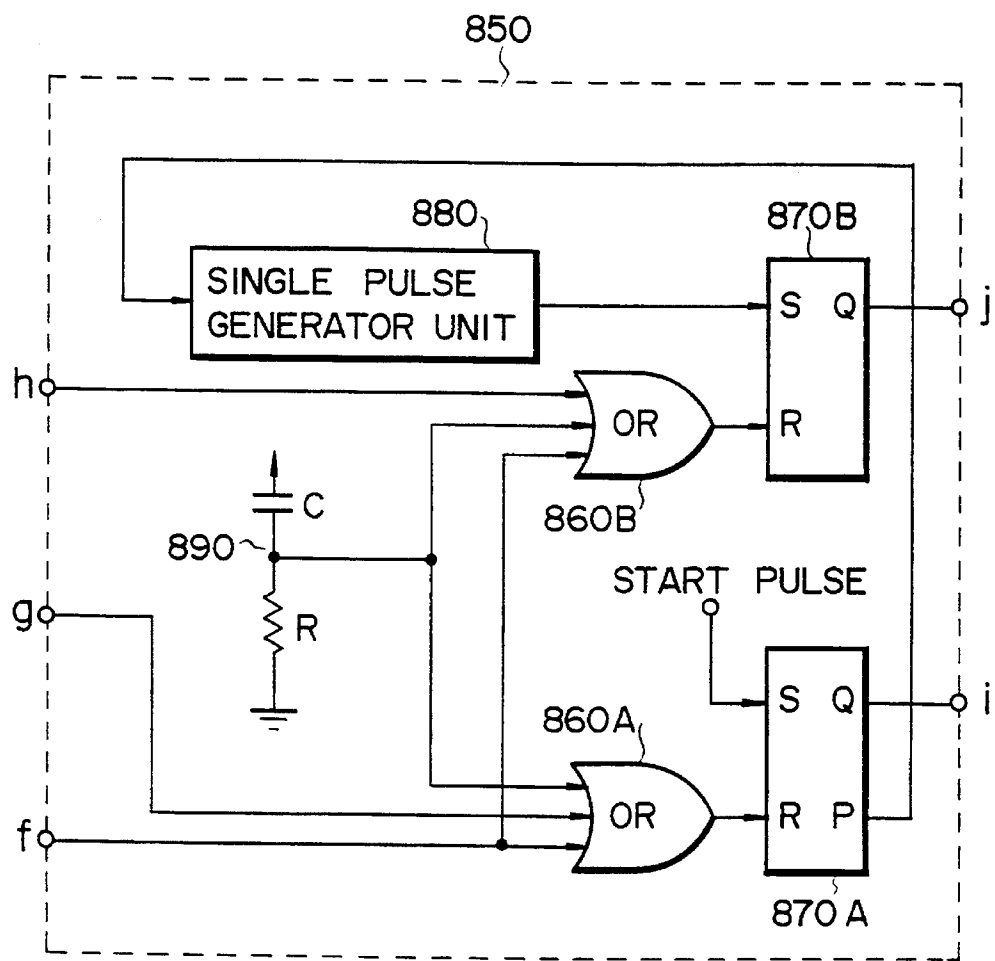 850
880
870B
SINGLE PULSE
GENERATOR UNIT
S Q
j
h
OR
R
C
860B
890
START PULSE
g
R
S Q
i
860A
f
OR
R P
870A